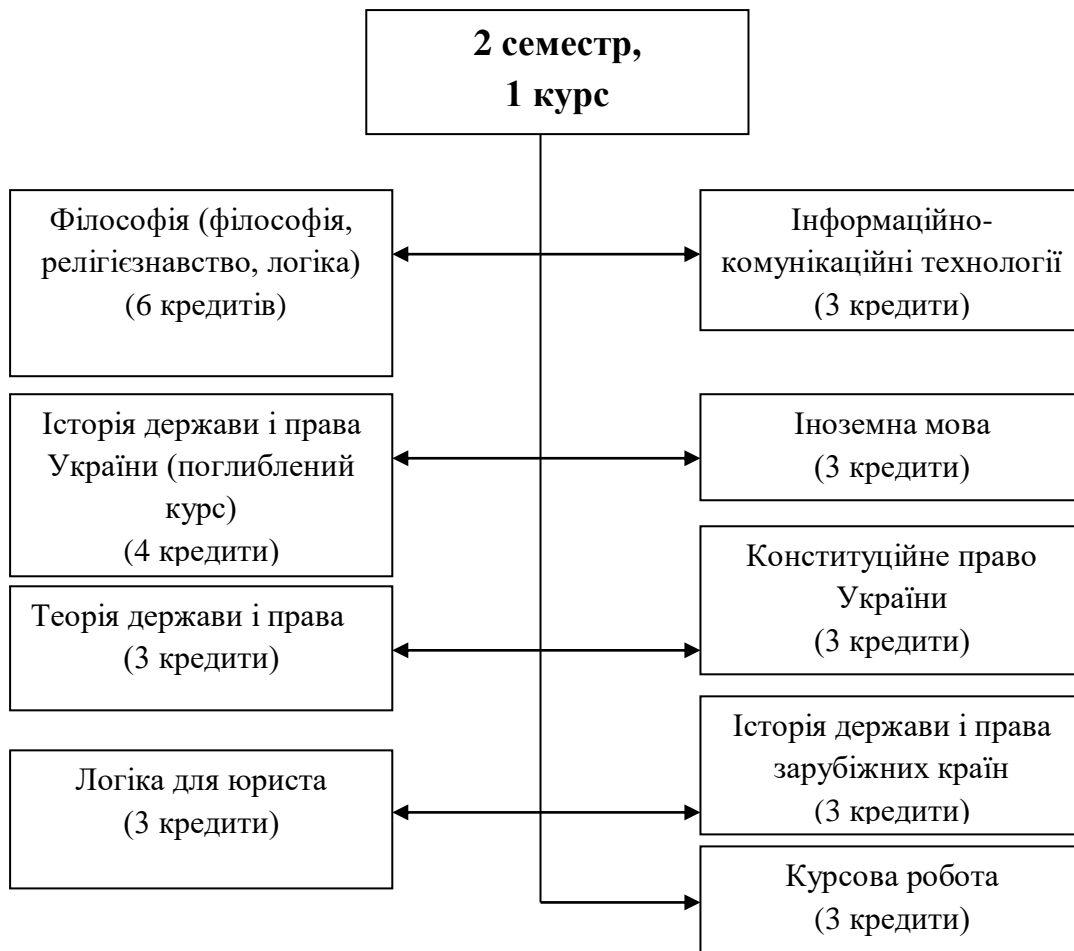 2 семестр,
1 курс
Філософія (філософія,
релігієзнавство, логіка)
(6 кредитів)
Інформаційно-
комунікаційні технології
(3 кредити)
Історія держави і права
України (поглиблений
курс)
(4 кредити)
Іноземна мова
(3 кредити)
Теорія держави і права
(3 кредити)
Конституційне право
України
(3 кредити)
Логіка для юриста
(3 кредити)
Історія держави і права
зарубіжних країн
(3 кредити)
Курсова робота
(3 кредити)